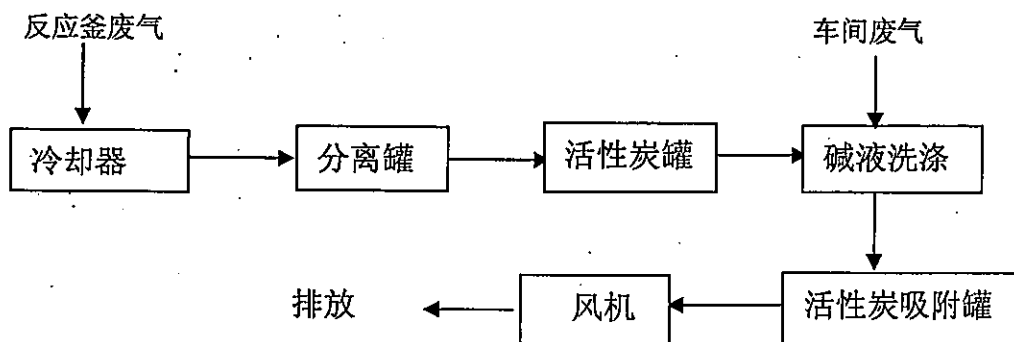 反应釜废气
车间废气
冷却器
分离罐
活性炭罐
碱液洗涤
排放
风机
活性炭吸附罐